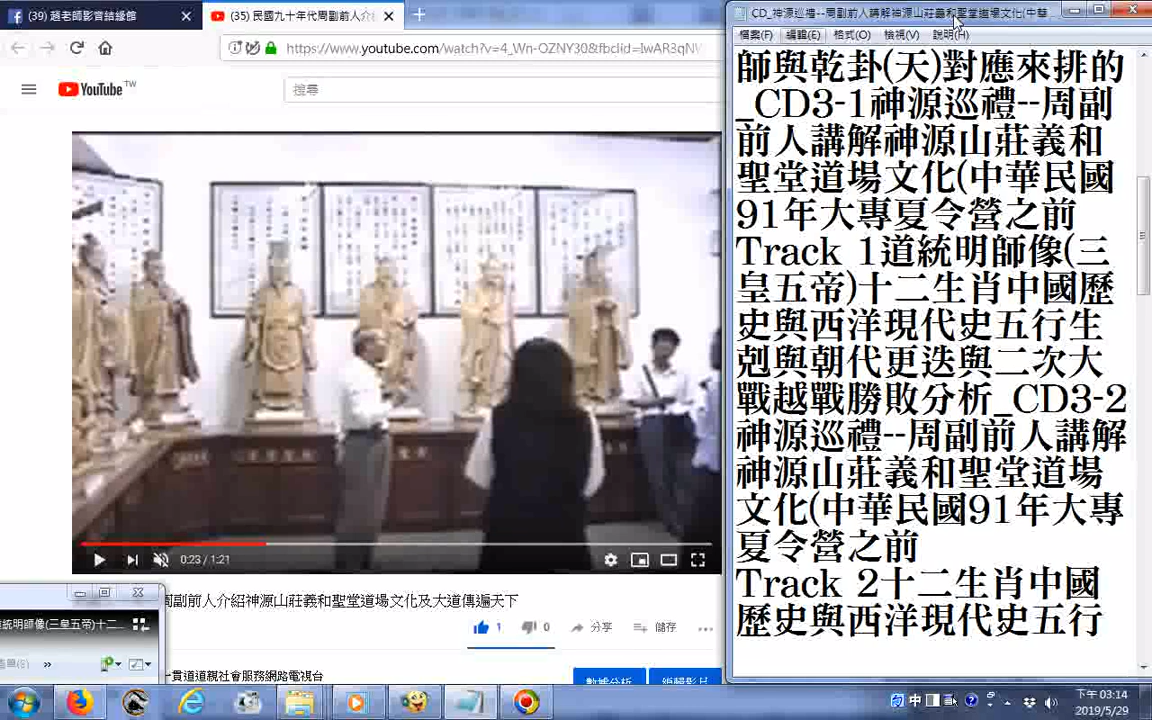 (39) 趙老師影音結緣館
(35) 民國九十年代周副前人介紹
https://www.youtube.com/watch?v=4_Wn-OZNY30&fbclid=IwAR3qNV
YouTube TW
搜尋
0:23 / 1:21
周副前人介紹神源山莊義和聖堂道場文化及大道傳遍天下
1
0
分享
儲存
一貫道道親社會服務網路電視台
數據分析
編輯影片
統明師像(三皇五帝)十二...
CD_神源巡禮--周副前人講解神源山莊義和聖堂道場文化(中華
檔案(F) 編輯(E) 格式(O) 檢視(V) 說明(H)
師與乾卦(天)對應來排的
_CD3-1神源巡禮--周副
前人講解神源山莊義和
聖堂道場文化(中華民國
91年大專夏令營之前
Track 1道統明師像(三
皇五帝)十二生肖中國歷
史與西洋現代史五行生
剋與朝代更迭與二次大
戰越戰勝敗分析_CD3-2
神源巡禮--周副前人講解
神源山莊義和聖堂道場
文化(中華民國91年大專
夏令營之前
Track 2十二生肖中國
歷史與西洋現代史五行
中
下午 03:14
2019/5/29